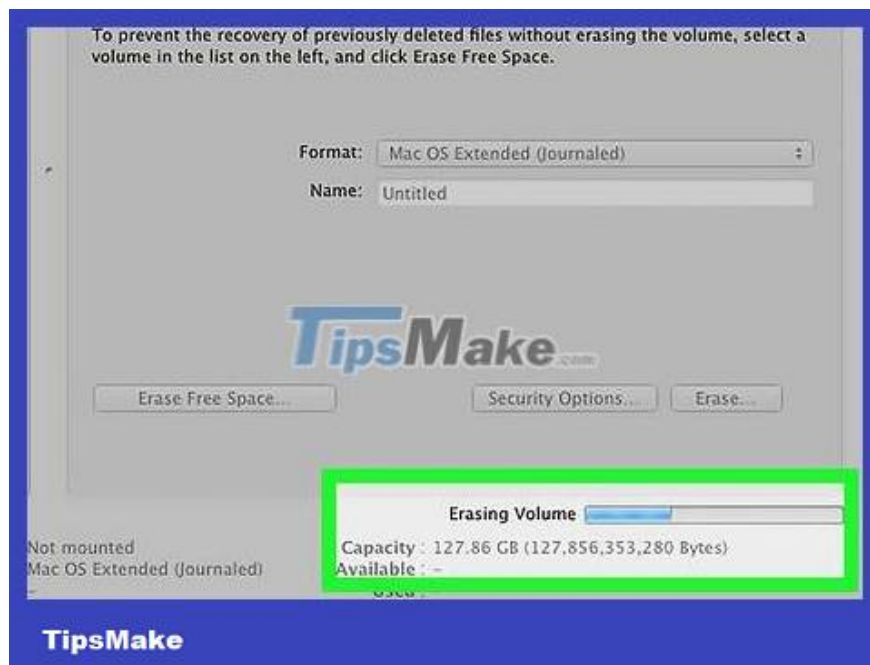 To prevent the recovery of previously deleted files without erasing the volume, select a
volume in the list on the left, and click Erase Free Space.
Format: Mac OS Extended (Journaled)
Name: Untitled
TipsMake.com
Erase Free Space... Security Options... Erase...
Erasing Volume
Not mounted Capacity : 127.86 GB (127,856,353,280 Bytes)
Mac OS Extended (Journaled) Available : –
– Used :
TipsMake